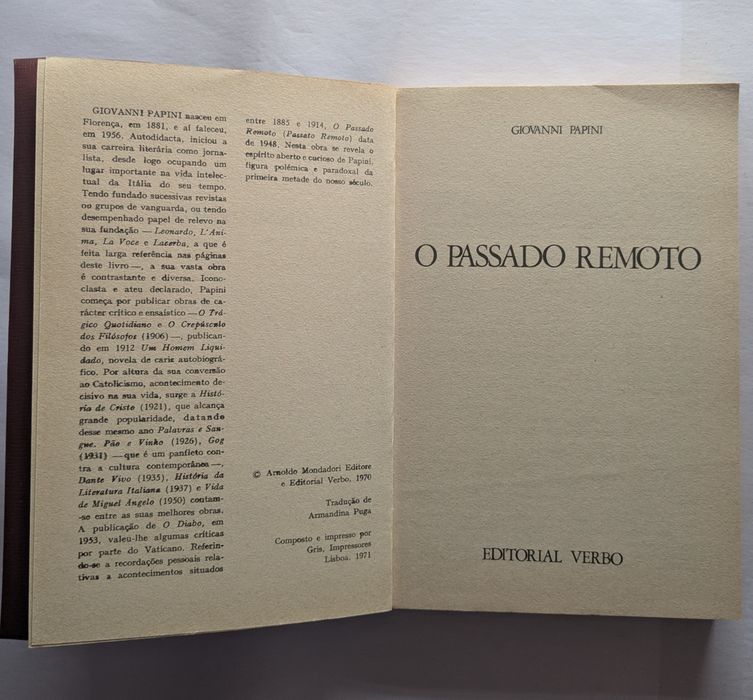 GIOVANNI PAPINI nasceu em
Florença, em 1881, e aí faleceu,
em 1956. Autodidacta, iniciou a
sua carreira literária como jorna-
lista, desde logo ocupando um
lugar importante na vida intelec-
tual da Itália do seu tempo.
Tendo fundado sucessivas revistas
ou grupos de vanguarda, ou tendo
desempenhado papel de relevo na
sua fundação — Leonardo, L'Ani-
ma, La Voce e Lacerba, a que é
feita larga referência nas páginas
deste livro —, a sua vasta obra
é contrastante e diversa. Icono-
clasta e ateu declarado, Papini
começa por publicar obras de ca-
rácter crítico e ensaístico — O Trá-
gico Quotidiano e O Crepúsculo
dos Filósofos (1906) —, publican-
do em 1912 Um Homem Liqui-
dado, novela de cariz autobiográ-
fico. Por altura da sua conversão
ao Catolicismo, acontecimento de-
cisivo na sua vida, surge a Histó-
ria de Cristo (1921), que alcança
grande popularidade, datando
desse mesmo ano Palavras e San-
gue. Pão e Vinho (1926), Gog
(1931) — que é um panfleto con-
tra a cultura contemporânea —,
Dante Vivo (1935), História da
Literatura Italiana (1937) e Vida
de Miguel Ângelo (1950) contam-
-se entre as suas melhores obras.
A publicação de O Diabo, em
1953, valeu-lhe algumas críticas
por parte do Vaticano. Referin-
do-se a recordações pessoais rela-
tivas a acontecimentos situados
entre 1885 e 1914, O Passado
Remoto (Passato Remoto) data
de 1948. Nesta obra se revela o
espírito aberto e curioso de Papini,
figura polémica e paradoxal da
primeira metade do nosso século.
© Arnoldo Mondadori Editore
e Editorial Verbo, 1970
Tradução de
Armandina Puga
Composto e impresso por
Gris, Impressores
Lisboa, 1971
GIOVANNI PAPINI
O PASSADO REMOTO
EDITORIAL VERBO